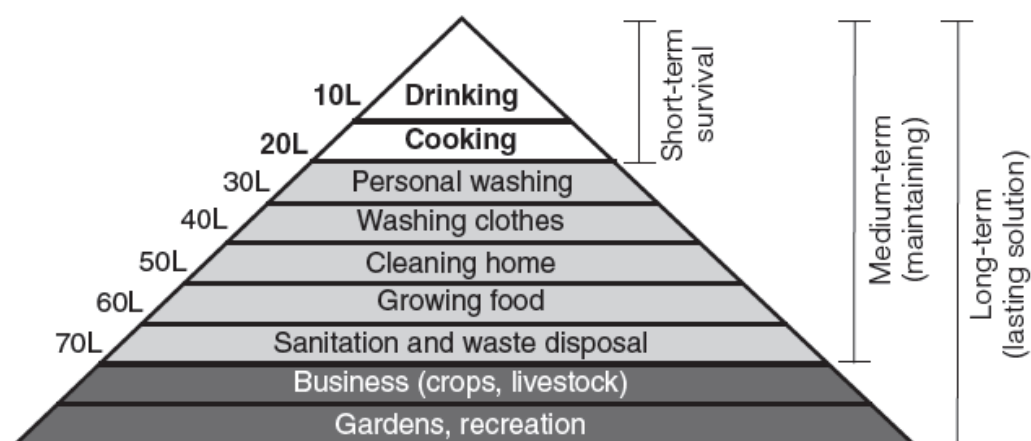 10L Drinking
20L Cooking
30L Personal washing
40L Washing clothes
50L Cleaning home
60L Growing food
70L Sanitation and waste disposal
Business (crops, livestock)
Gardens, recreation
Short-term
survival
Medium-term
(maintaining)
Long-term
(lasting solution)